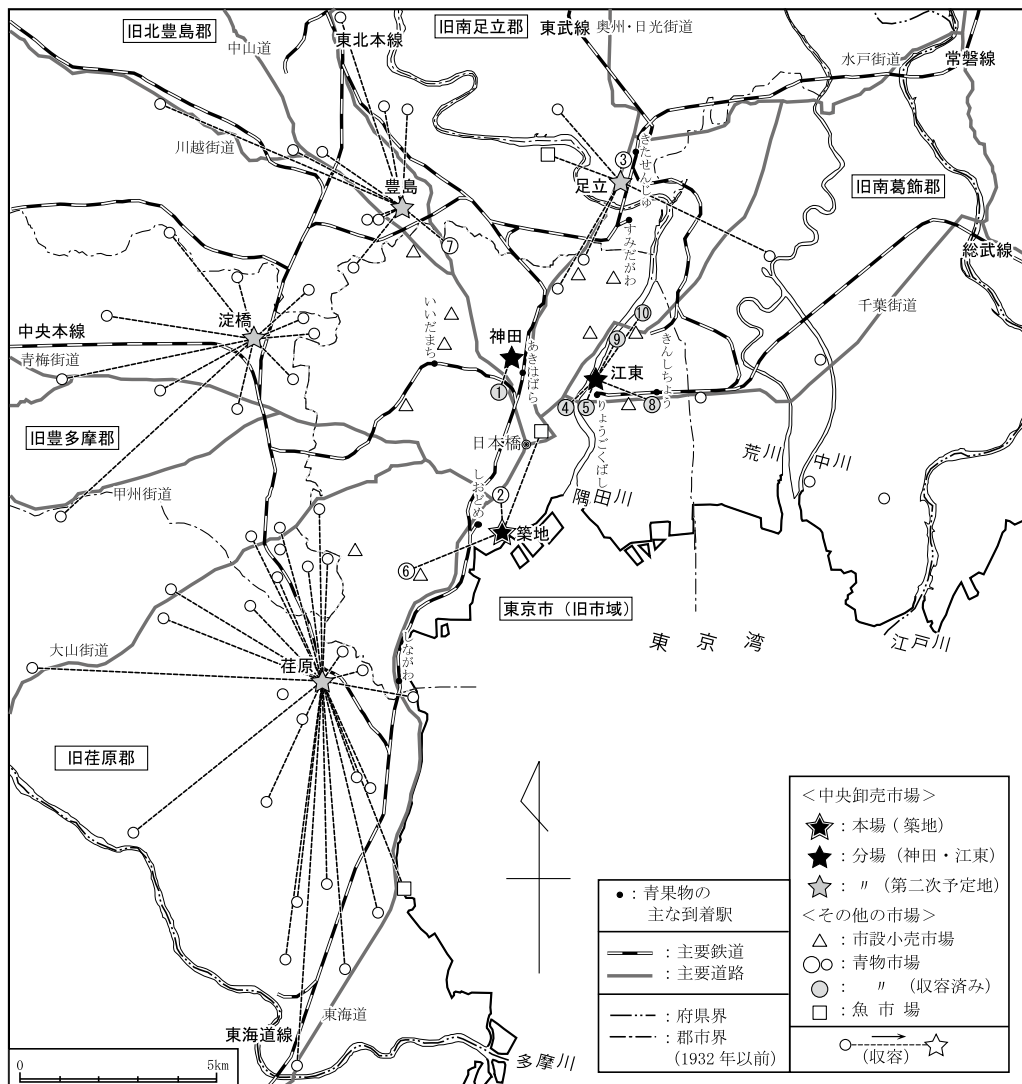 旧北豊島郡
旧南足立郡
東武線
奥州・日光街道
中山道
東北本線
水戸街道
常磐線
川越街道
③
きたせんじゅ
豊島
足立
旧南葛飾郡
すみだがわ
⑦
総武線
いいだまち
千葉街道
淀橋
⑩
中央本線
神田
あきはばら
⑨
きんしちょう
青梅街道
江東
①
④
⑤
⑧
りょうごくばし
旧豊多摩郡
日本橋
荒川
中川
甲州街道
しおどめ
②
隅田川
築地
⑥
東京市（旧市域）
東京湾
江戸川
大山街道
しながわ
荏原
旧荏原郡
東海道
東海道線
多摩川
0
5km
●：青果物の
主な到着駅
：主要鉄道
：主要道路
：府県界
：郡市界
（1932 年以前）
＜中央卸売市場＞
：本場（築地）
：分場（神田・江東）
：〃（第二次予定地）
＜その他の市場＞
：市設小売市場
：青物市場
：〃（収容済み）
：魚市場
（収容）